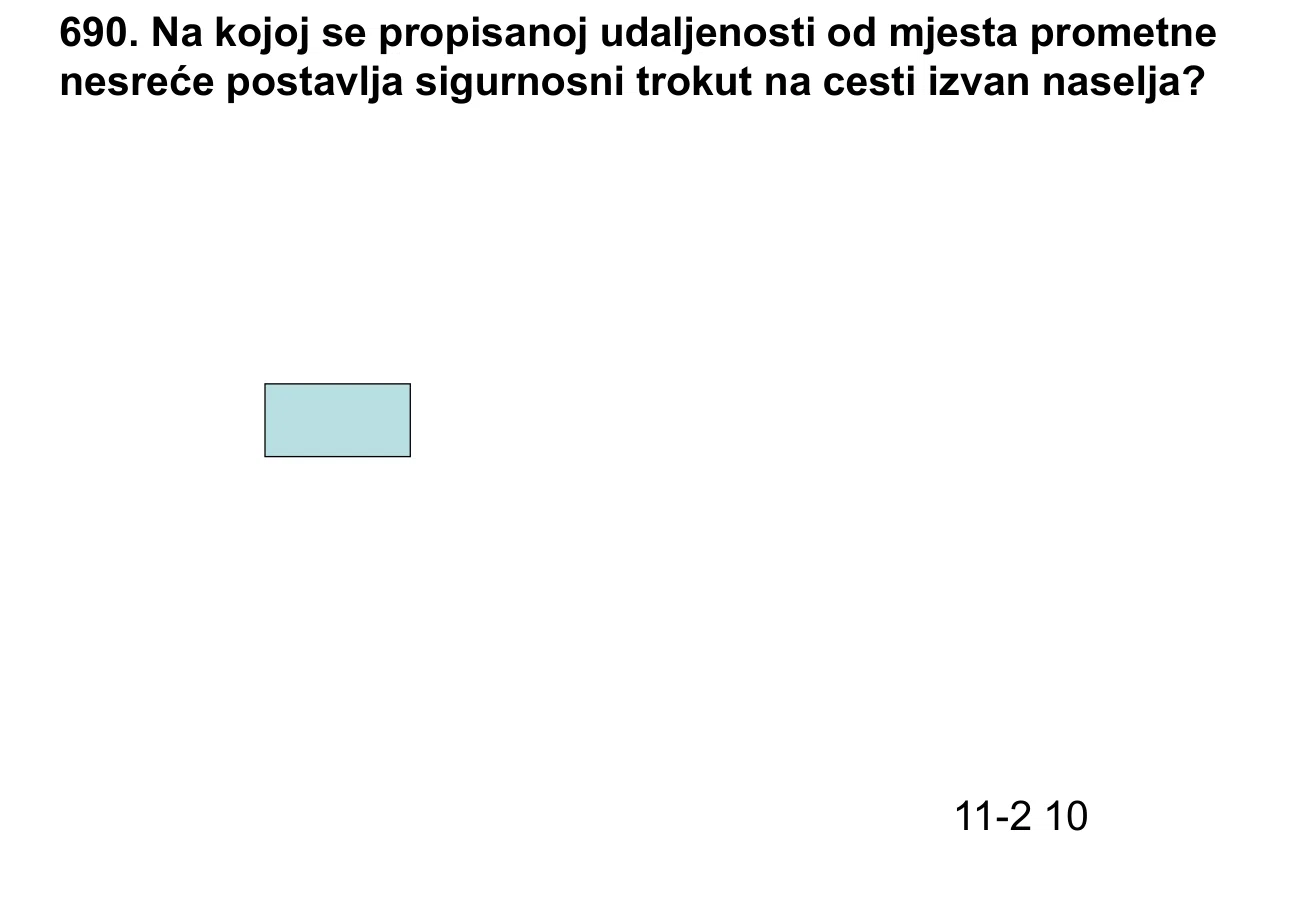 690. Na kojoj se propisanoj udaljenosti od mjesta prometne
nesreće postavlja sigurnosni trokut na cesti izvan naselja?
11-2 10